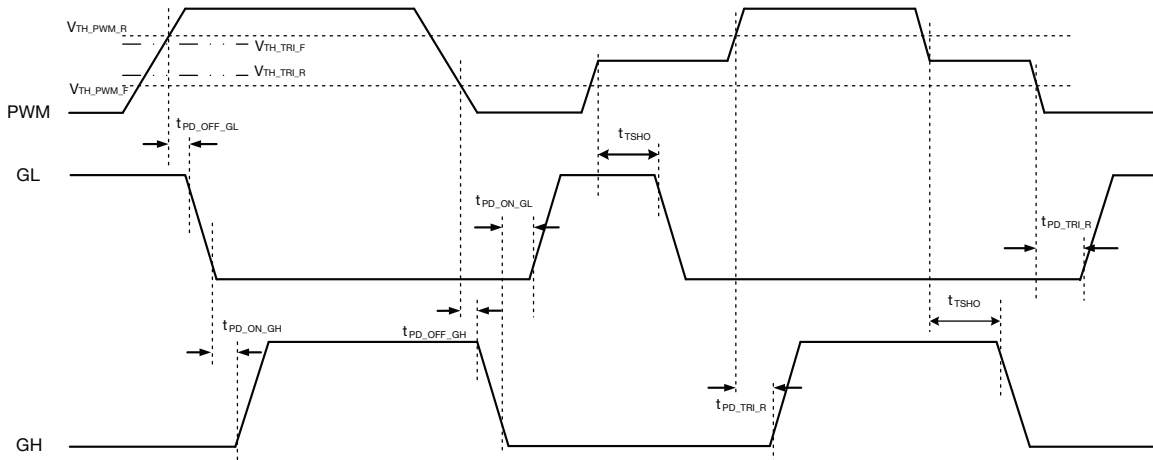 VTH_PWM_R
VTH_TRI_F
VTH_TRI_R
VTH_PWM_F
PWM
tPD_OFF_GL
tTSHO
GL
tPD_ON_GL
tPD_TRI_R
tTSHO
tPD_ON_GH
tPD_OFF_GH
tPD_TRI_R
GH